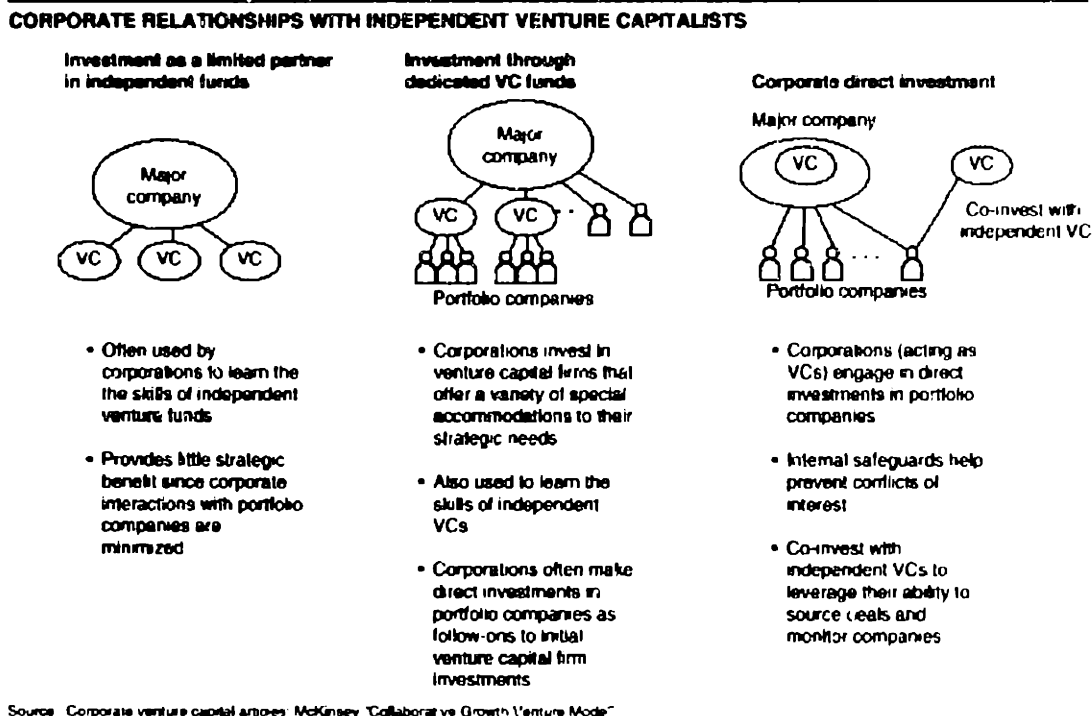 CORPORATE RELATIONSHIPS WITH INDEPENDENT VENTURE CAPITALISTS
Investment as a limited partner
in independent funds
Major
company
VC
VC
VC
• Often used by
corporations to learn the
the skills of independent
venture funds
• Provides little strategic
benefit since corporate
interactions with portfolio
companies are
minimized
Investment through
dedicated VC funds
Major
company
VC
VC
Portfolio companies
• Corporations invest in
venture capital firms that
offer a variety of special
accommodations to their
strategic needs
• Also used to learn the
skills of independent
VCs
• Corporations often make
direct investments in
portfolio companies as
follow-ons to initial
venture capital firm
investments
Corporate direct investment
Major company
VC
VC
Co-invest with
independent VC
Portfolio companies
• Corporations (acting as
VCs) engage in direct
investments in portfolio
companies
• Internal safeguards help
prevent conflicts of
interest
• Co-invest with
independent VCs to
leverage their ability to
source deals and
monitor companies
Source: Corporate venture capital articles; McKinsey "Collaborative Growth Venture Mode"